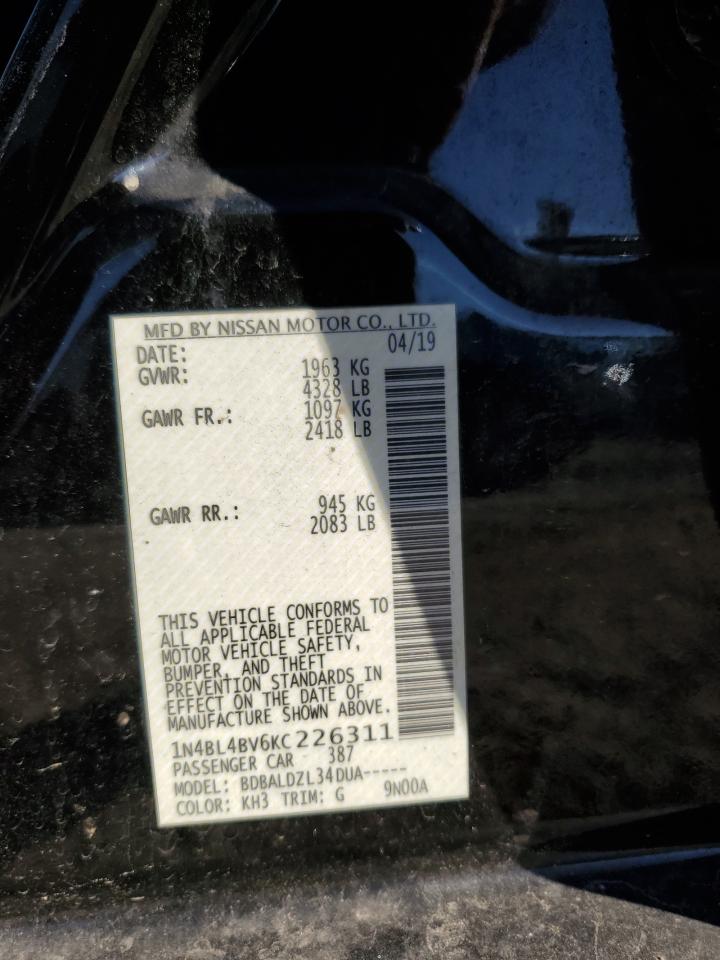 MFD BY NISSAN MOTOR CO., LTD.
DATE: 04/19
GVWR: 1963 KG
4328 LB
GAWR FR.: 1097 KG
2418 LB
GAWR RR.: 945 KG
2083 LB
THIS VEHICLE CONFORMS TO
ALL APPLICABLE FEDERAL
MOTOR VEHICLE SAFETY,
BUMPER, AND THEFT
PREVENTION STANDARDS IN
EFFECT ON THE DATE OF
MANUFACTURE SHOWN ABOVE.
1N4BL4BV6KC226311
PASSENGER CAR 387
MODEL: BDBALDZL34DUA-----
COLOR: KH3 TRIM: G 9N00A